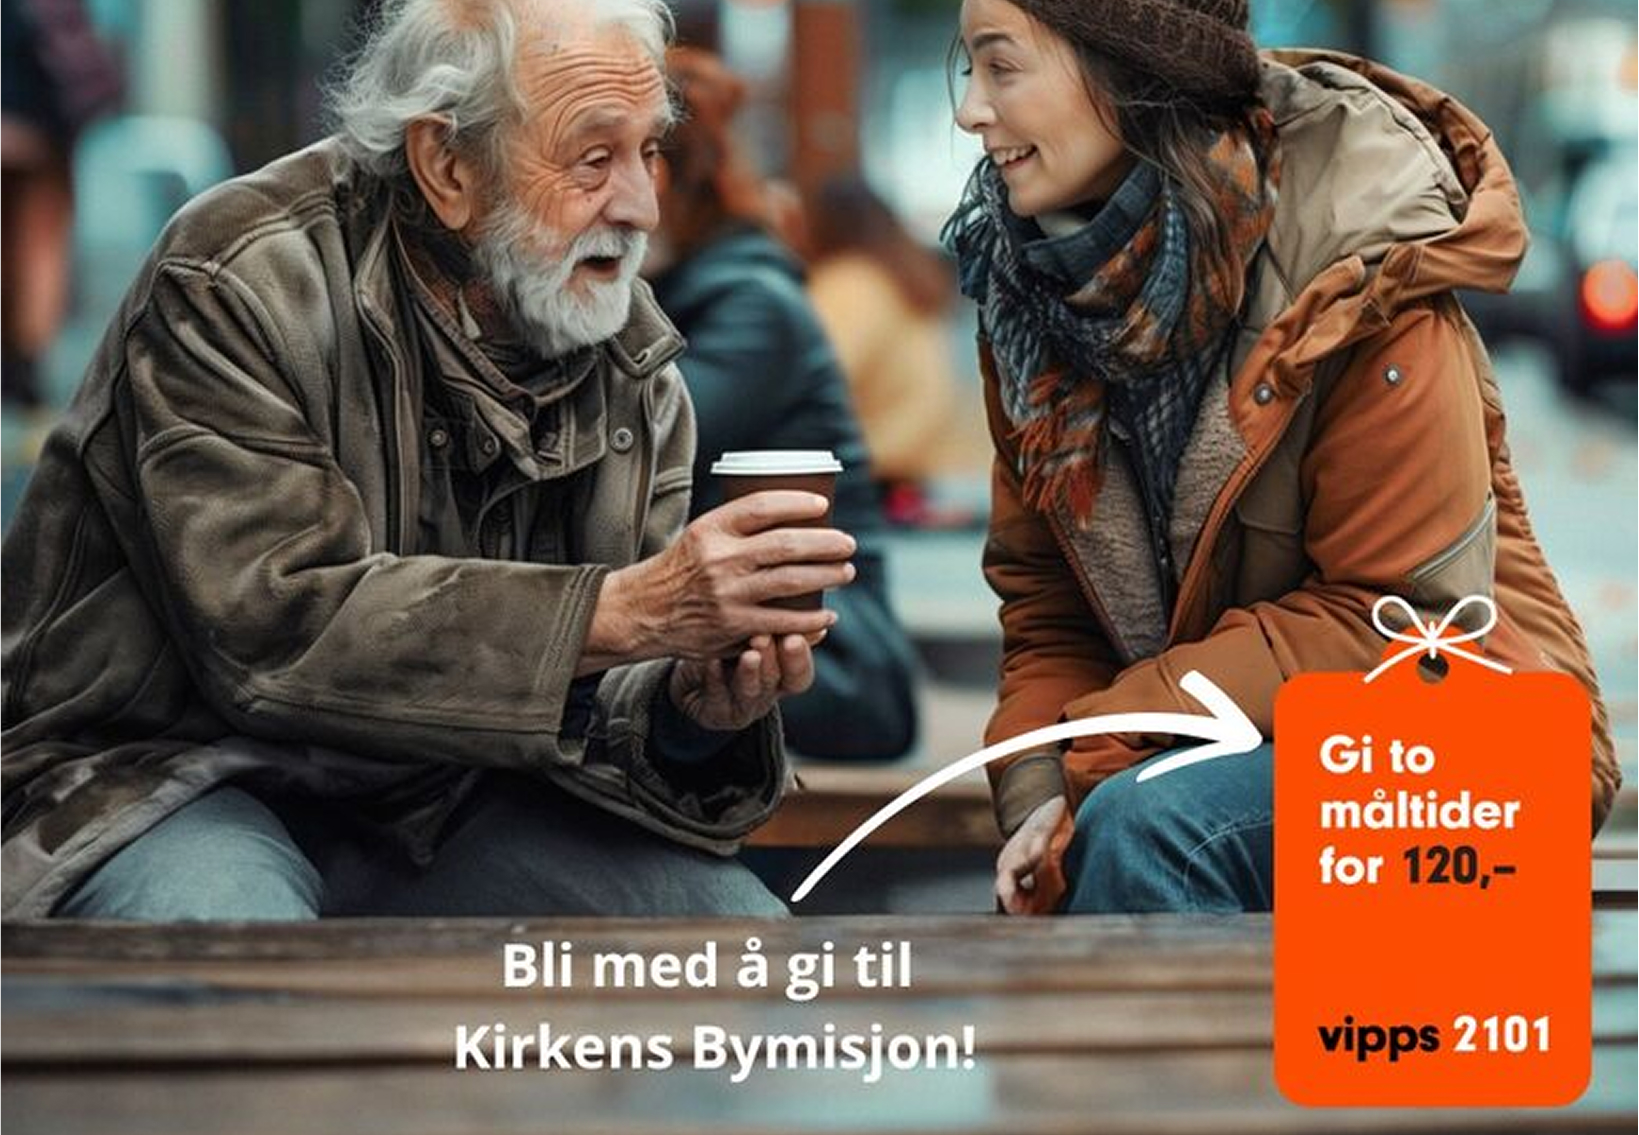 Gi to
måltider
for 120,-
vipps 2101
Bli med å gi til
Kirkens Bymisjon!